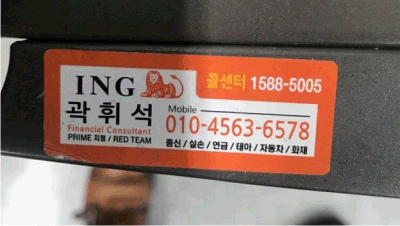 ING 콜센터 1588-5005
곽휘석
Mobile
010-4563-6578
Financial Consultant
PRIME 지점 / RED TEAM
종신 / 실손 / 연금 / 태아 / 자동차 / 화재